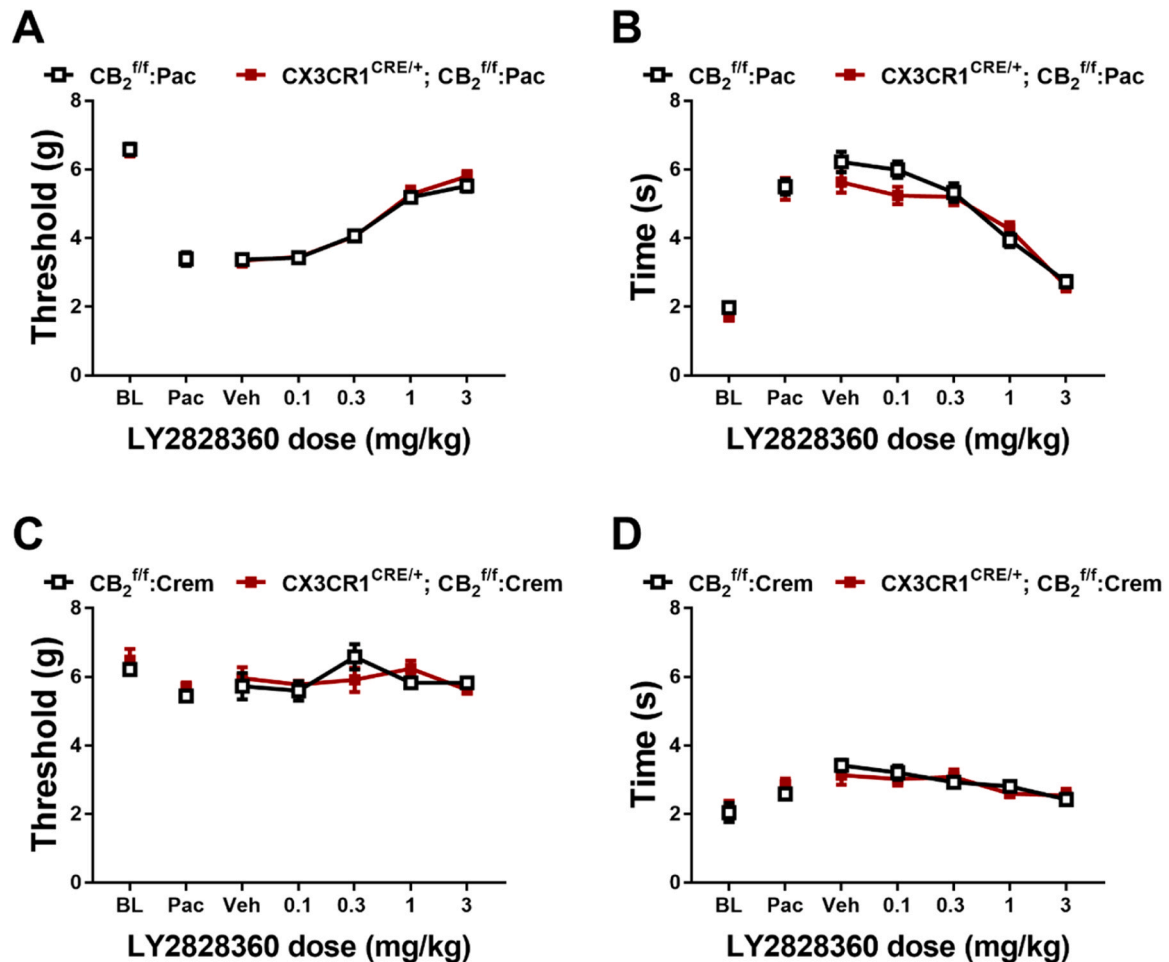 A
CB₂ᶠ/ᶠ:Pac CX3CR1ᶜᴿᴱ/⁺; CB₂ᶠ/ᶠ:Pac
Threshold (g)
8
6
4
2
0
BL Pac Veh 0.1 0.3 1 3
LY2828360 dose (mg/kg)
B
CB₂ᶠ/ᶠ:Pac CX3CR1ᶜᴿᴱ/⁺; CB₂ᶠ/ᶠ:Pac
Time (s)
8
6
4
2
0
BL Pac Veh 0.1 0.3 1 3
LY2828360 dose (mg/kg)
C
CB₂ᶠ/ᶠ:Crem CX3CR1ᶜᴿᴱ/⁺; CB₂ᶠ/ᶠ:Crem
Threshold (g)
8
6
4
2
0
BL Pac Veh 0.1 0.3 1 3
LY2828360 dose (mg/kg)
D
CB₂ᶠ/ᶠ:Crem CX3CR1ᶜᴿᴱ/⁺; CB₂ᶠ/ᶠ:Crem
Time (s)
8
6
4
2
0
BL Pac Veh 0.1 0.3 1 3
LY2828360 dose (mg/kg)